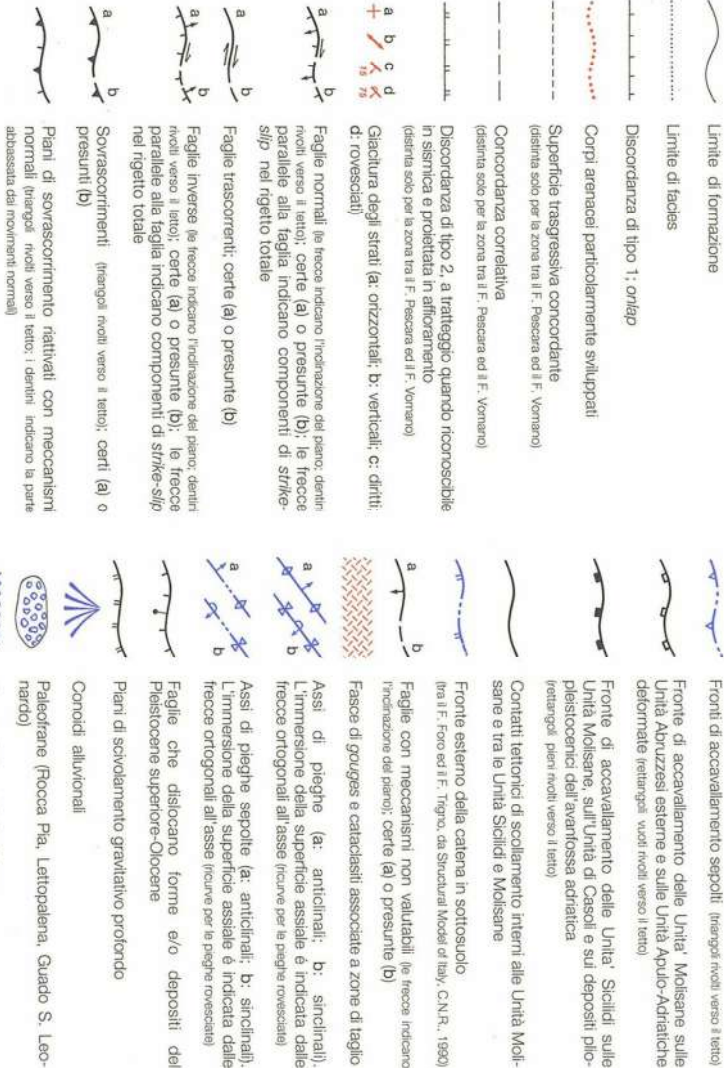 Limite di formazione
Limite di facies
Discordanza di tipo 1; onlap
Corpi arenacei particolarmente sviluppati
Superficie trasgressiva concordante
(distinta solo per la zona tra il F. Pescara ed il F. Vomano)
Concordanza correlativa
(distinta solo per la zona tra il F. Pescara ed il F. Vomano)
Discordanza di tipo 2, a tratteggio quando riconoscibile
in sismica e proiettata in affioramento
(distinta solo per la zona tra il F. Pescara ed il F. Vomano)
a b c d
15 75
Giacitura degli strati (a: orizzontali; b: verticali; c: diritti;
d: rovesciati)
a b
Faglie normali (le frecce indicano l'inclinazione del piano; dentini
rivolti verso il tetto); certe (a) o presunte (b); le frecce
parallele alla faglia indicano componenti di strike-
slip nel rigetto totale
a b
Faglie trascorrenti; certe (a) o presunte (b)
a b
Faglie inverse (le frecce indicano l'inclinazione del piano; dentini
rivolti verso il tetto); certe (a) o presunte (b); le frecce
parallele alla faglia indicano componenti di strike-slip
nel rigetto totale
a b
Sovrascorrimenti (triangoli rivolti verso il tetto); certi (a) o
presunti (b)
Piani di sovrascorrimento riattivati con meccanismi
normali (triangoli rivolti verso il tetto; i dentini indicano la parte
abbassata dai movimenti normali)
Fronti di accavallamento sepolti (triangoli rivolti verso il tetto)
Fronte di accavallamento delle Unita' Molisane sulle
Unità Abruzzesi esterne e sulle Unità Apulo-Adriatiche
deformate (rettangoli vuoti rivolti verso il tetto)
Fronte di accavallamento delle Unita' Sicilidi sulle
Unità Molisane, sull'Unità di Casoli e sui depositi plio-
pleistocenici dell'avanfossa adriatica
(rettangoli pieni rivolti verso il tetto)
Contatti tettonici di scollamento interni alle Unità Moli-
sane e tra le Unità Sicilidi e Molisane
Fronte esterno della catena in sottosuolo
(tra il F. Foro ed il F. Trigno, da Structural Model of Italy, C.N.R., 1990)
a b
Faglie con meccanismi non valutabili (le frecce indicano
l'inclinazione del piano); certe (a) o presunte (b)
Fasce di gouges e cataclasiti associate a zone di taglio
a b
Assi di pieghe (a: anticlinali; b: sinclinali).
L'immersione della superficie assiale é indicata dalle
frecce ortogonali all'asse (ricurve per le pieghe rovesciate)
a b
Assi di pieghe sepolte (a: anticlinali; b: sinclinali).
L'immersione della superficie assiale é indicata dalle
frecce ortogonali all'asse (ricurve per le pieghe rovesciate)
Faglie che dislocano forme e/o depositi del
Pleistocene superiore-Olocene
Piani di scivolamento gravitativo profondo
Conoidi alluvionali
Paleofrane (Rocca Pia, Lettopalena, Guado S. Leo-
nardo)